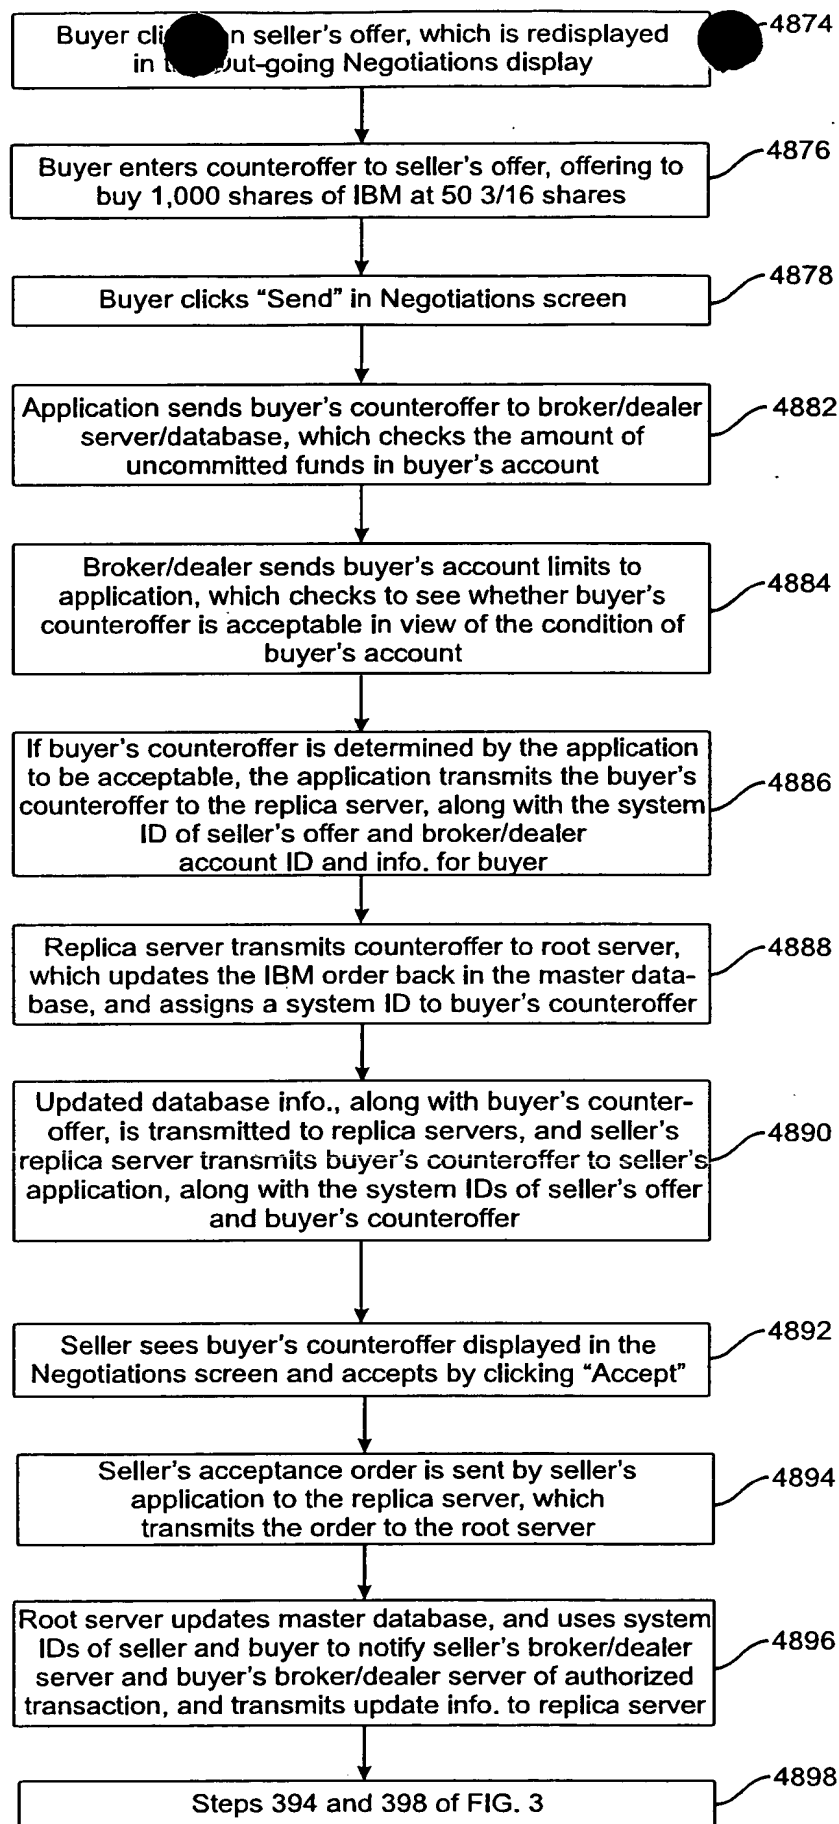 Buyer seller's offer, which is redisplayed
in Negotiations display
4874
Buyer enters counteroffer to seller's offer, offering to
buy 1,000 shares of IBM at 50 3/16 shares
4876
Buyer clicks “Send” in Negotiations screen
4878
Application sends buyer's counteroffer to broker/dealer
server/database, which checks the amount of
uncommitted funds in buyer's account
4882
Broker/dealer sends buyer's account limits to
application, which checks to see whether buyer's
counteroffer is acceptable in view of the condition of
buyer's account
4884
If buyer's counteroffer is determined by the application
to be acceptable, the application transmits the buyer's
counteroffer to the replica server, along with the system
ID of seller's offer and broker/dealer
account ID and info. for buyer
4886
Replica server transmits counteroffer to root server,
which updates the IBM order back in the master data-
base, and assigns a system ID to buyer's counteroffer
4888
Updated database info., along with buyer's counter-
offer, is transmitted to replica servers, and seller's
replica server transmits buyer's counteroffer to seller's
application, along with the system IDs of seller's offer
and buyer's counteroffer
4890
Seller sees buyer's counteroffer displayed in the
Negotiations screen and accepts by clicking “Accept”
4892
Seller's acceptance order is sent by seller's
application to the replica server, which
transmits the order to the root server
4894
Root server updates master database, and uses system
IDs of seller and buyer to notify seller's broker/dealer
server and buyer's broker/dealer server of authorized
transaction, and transmits update info. to replica server
4896
Steps 394 and 398 of FIG. 3
4898